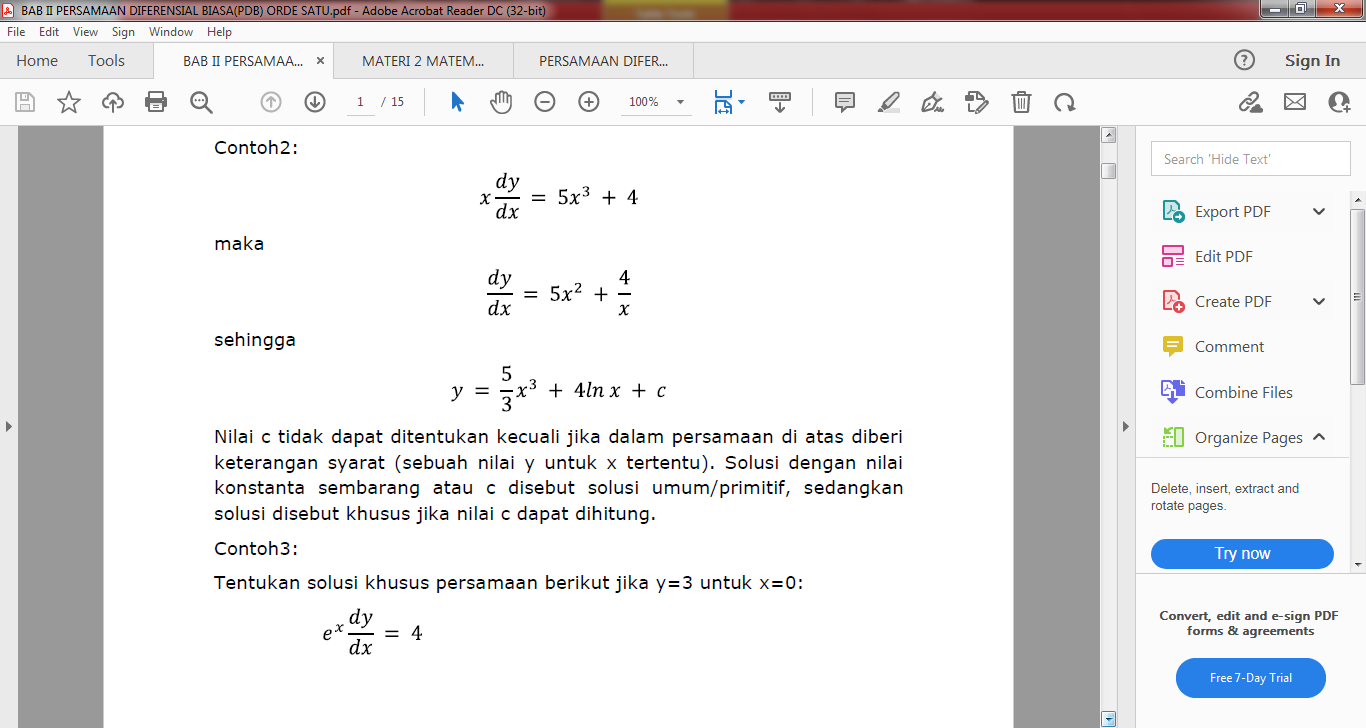 BAB II PERSAMAAN DIFERENSIAL BIASA(PDB) ORDE SATU.pdf - Adobe Acrobat Reader DC (32-bit)
File Edit View Sign Window Help
Home Tools BAB II PERSAMAA... × MATERI 2 MATEM... PERSAMAAN DIFER... ? Sign In
1 / 15 100%
Contoh2:
x dy/dx = 5x³ + 4
maka
dy/dx = 5x² + 4/x
sehingga
y = 5/3 x³ + 4ln x + c
Nilai c tidak dapat ditentukan kecuali jika dalam persamaan di atas diberi
keterangan syarat (sebuah nilai y untuk x tertentu). Solusi dengan nilai
konstanta sembarang atau c disebut solusi umum/primitif, sedangkan
solusi disebut khusus jika nilai c dapat dihitung.
Contoh3:
Tentukan solusi khusus persamaan berikut jika y=3 untuk x=0:
eˣ dy/dx = 4
Search 'Hide Text'
Export PDF
Edit PDF
Create PDF
Comment
Combine Files
Organize Pages
Delete, insert, extract and
rotate pages.
Try now
Convert, edit and e-sign PDF
forms & agreements
Free 7-Day Trial